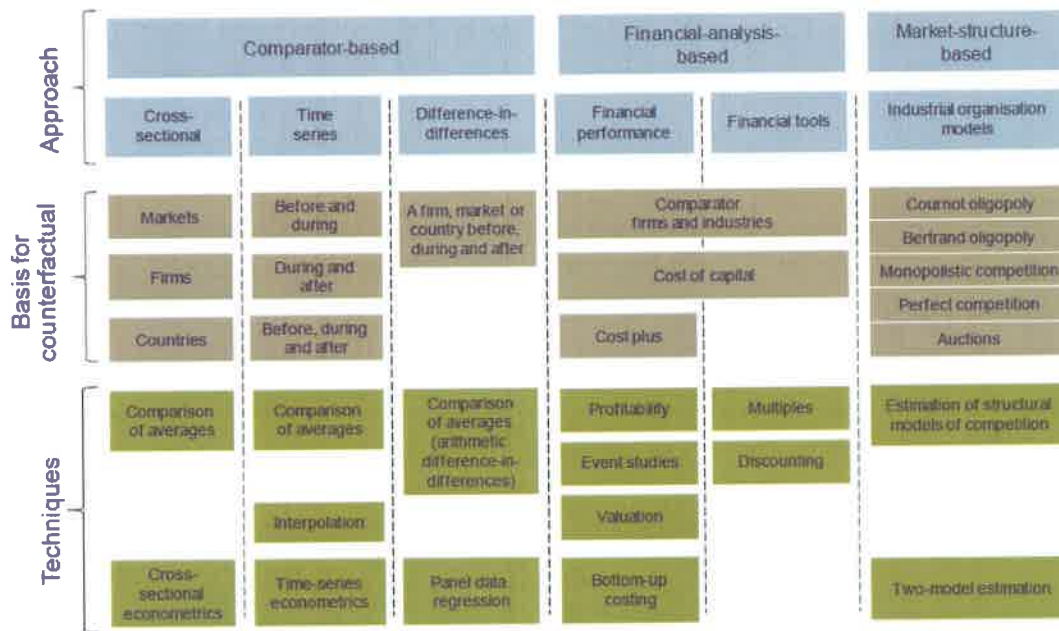 Approach
Comparator-based
Financial-analysis-
based
Market-structure-
based
Cross-
sectional
Time
series
Difference-in-
differences
Financial
performance
Financial tools
Industrial organisation
models
Basis for
counterfactual
Markets
Before and
during
A firm, market or
country before,
during and after
Comparator
firms and industries
Cournot oligopoly
Bertrand oligopoly
Firms
During and
after
Cost of capital
Monopolistic competition
Perfect competition
Countries
Before, during
and after
Cost plus
Auctions
Techniques
Comparison
of averages
Comparison
of averages
Comparison
of averages
(arithmetic
difference-in-
differences)
Profitability
Multiples
Estimation of structural
models of competition
Event studies
Discounting
Interpolation
Valuation
Cross-
sectional
econometrics
Time-series
econometrics
Panel data
regression
Bottom-up
costing
Two-model estimation